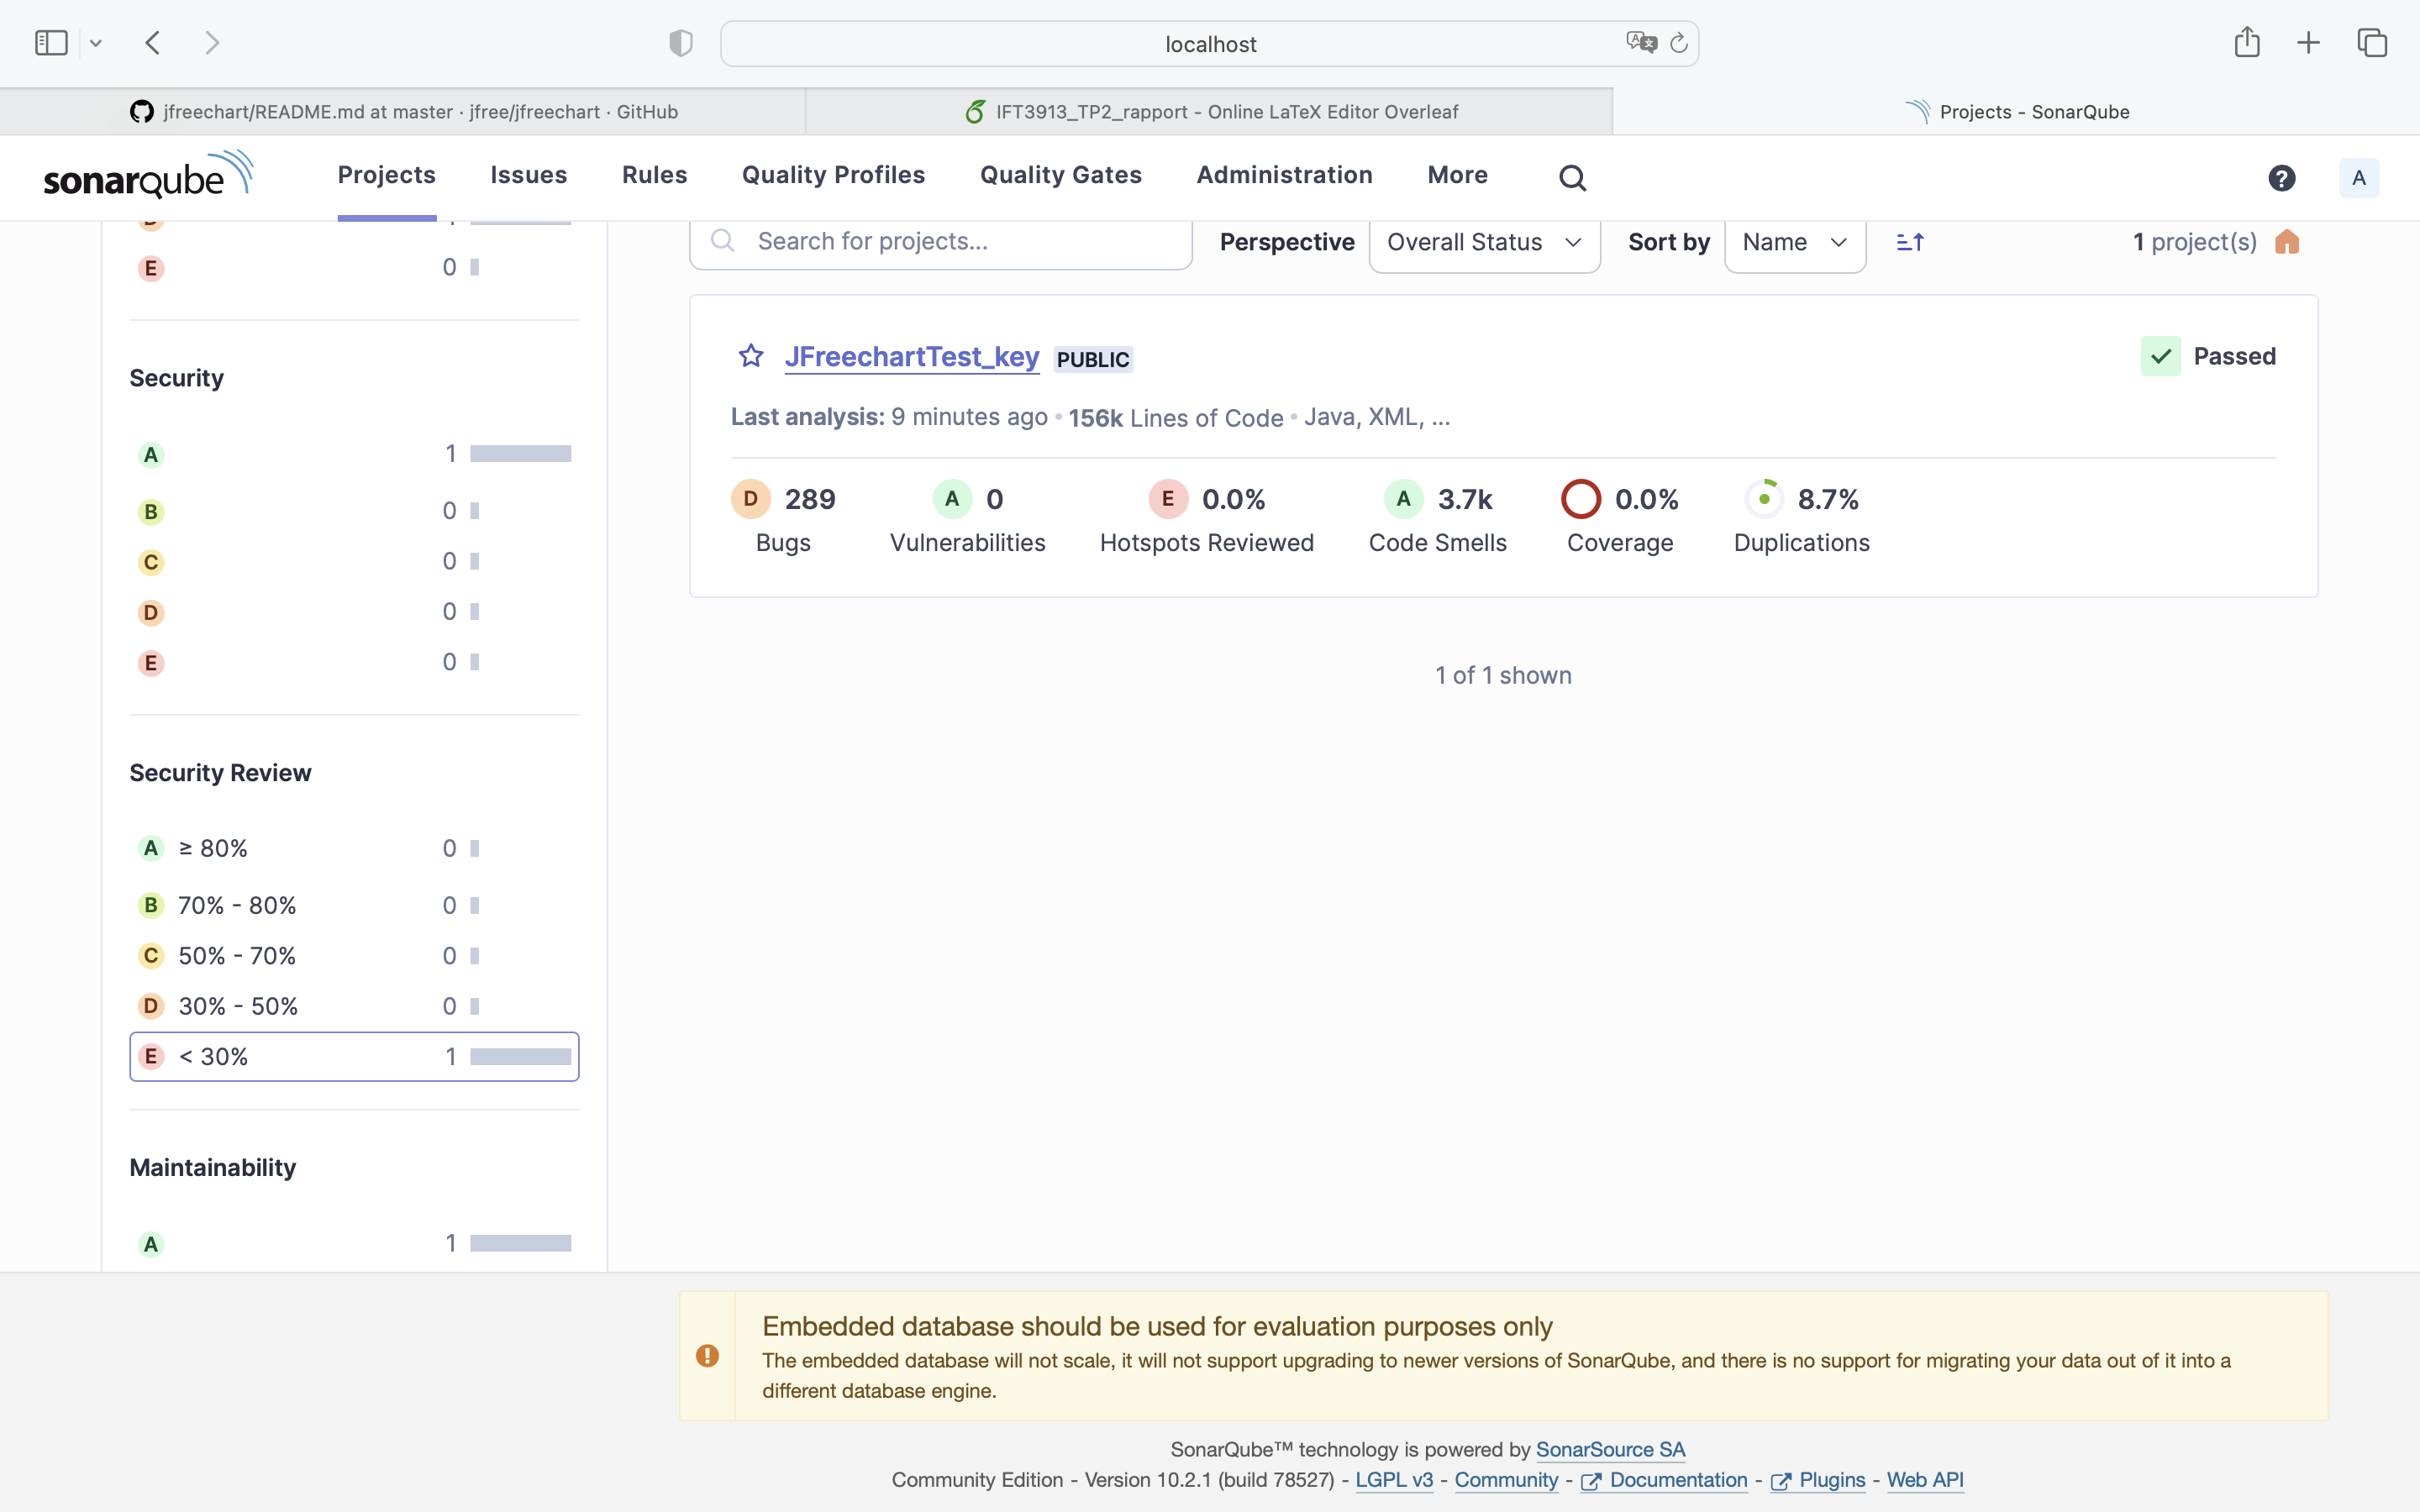 localhost
jfreechart/README.md at master · jfree/jfreechart · GitHub
IFT3913_TP2_rapport - Online LaTeX Editor Overleaf
Projects - SonarQube
sonarqube
Projects Issues Rules Quality Profiles Quality Gates Administration More
A
E 0
Security
A 1
B 0
C 0
D 0
E 0
Security Review
A ≥ 80% 0
B 70% - 80% 0
C 50% - 70% 0
D 30% - 50% 0
E < 30% 1
Maintainability
A 1
Search for projects...
Perspective Overall Status Sort by Name 1 project(s)
JFreechartTest_key PUBLIC Passed
Last analysis: 9 minutes ago • 156k Lines of Code • Java, XML, ...
D 289 A 0 E 0.0% A 3.7k 0.0% 8.7%
Bugs Vulnerabilities Hotspots Reviewed Code Smells Coverage Duplications
1 of 1 shown
Embedded database should be used for evaluation purposes only
The embedded database will not scale, it will not support upgrading to newer versions of SonarQube, and there is no support for migrating your data out of it into a
different database engine.
SonarQube™ technology is powered by SonarSource SA
Community Edition - Version 10.2.1 (build 78527) - LGPL v3 - Community - Documentation - Plugins - Web API